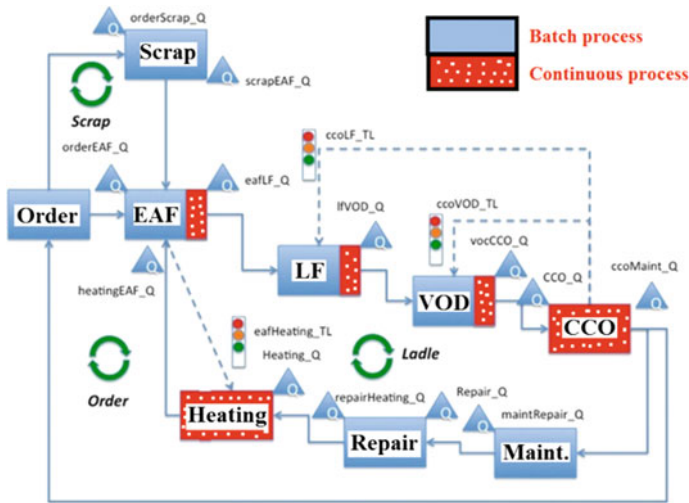 orderScrap_Q
Q
Scrap
Batch process
Continuous process
Q
scrapEAF_Q
Scrap
ccoLF_TL
orderEAF_Q
Q
Q
eafLF_Q
ccoVOD_TL
lfVOD_Q
Order
EAF
Q
vocCCO_Q
LF
Q
CCO_Q
ccoMaint_Q
heatingEAF_Q
Q
VOD
Q
Q
CCO
eafHeating_TL
Heating_Q
Ladle
Order
Q
repairHeating_Q
Repair_Q
Heating
Q
Q
Q
maintRepair_Q
Repair
Maint.